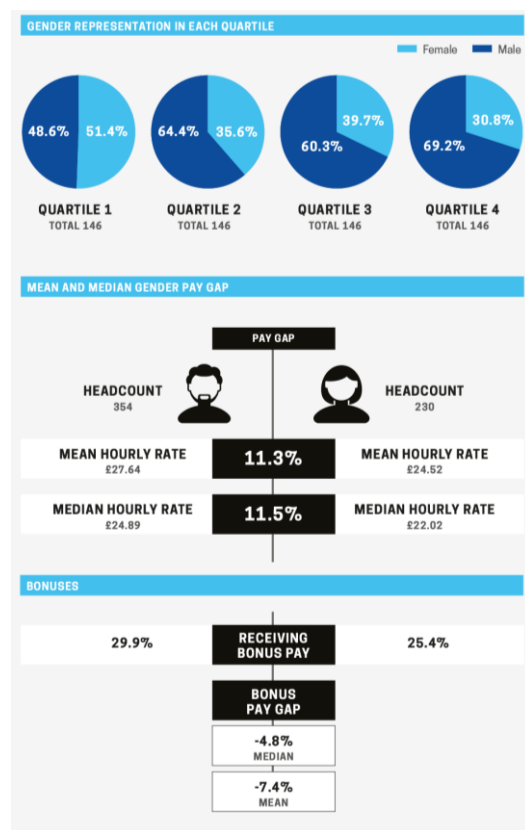 GENDER REPRESENTATION IN EACH QUARTILE
Female Male
48.6% 51.4%
64.4% 35.6%
39.7%
60.3%
30.8%
69.2%
QUARTILE 1
TOTAL 146
QUARTILE 2
TOTAL 146
QUARTILE 3
TOTAL 146
QUARTILE 4
TOTAL 146
MEAN AND MEDIAN GENDER PAY GAP
PAY GAP
HEADCOUNT
354
HEADCOUNT
230
MEAN HOURLY RATE
£27.64
11.3%
MEAN HOURLY RATE
£24.52
MEDIAN HOURLY RATE
£24.89
11.5%
MEDIAN HOURLY RATE
£22.02
BONUSES
29.9%
RECEIVING
BONUS PAY
25.4%
BONUS
PAY GAP
-4.8%
MEDIAN
-7.4%
MEAN